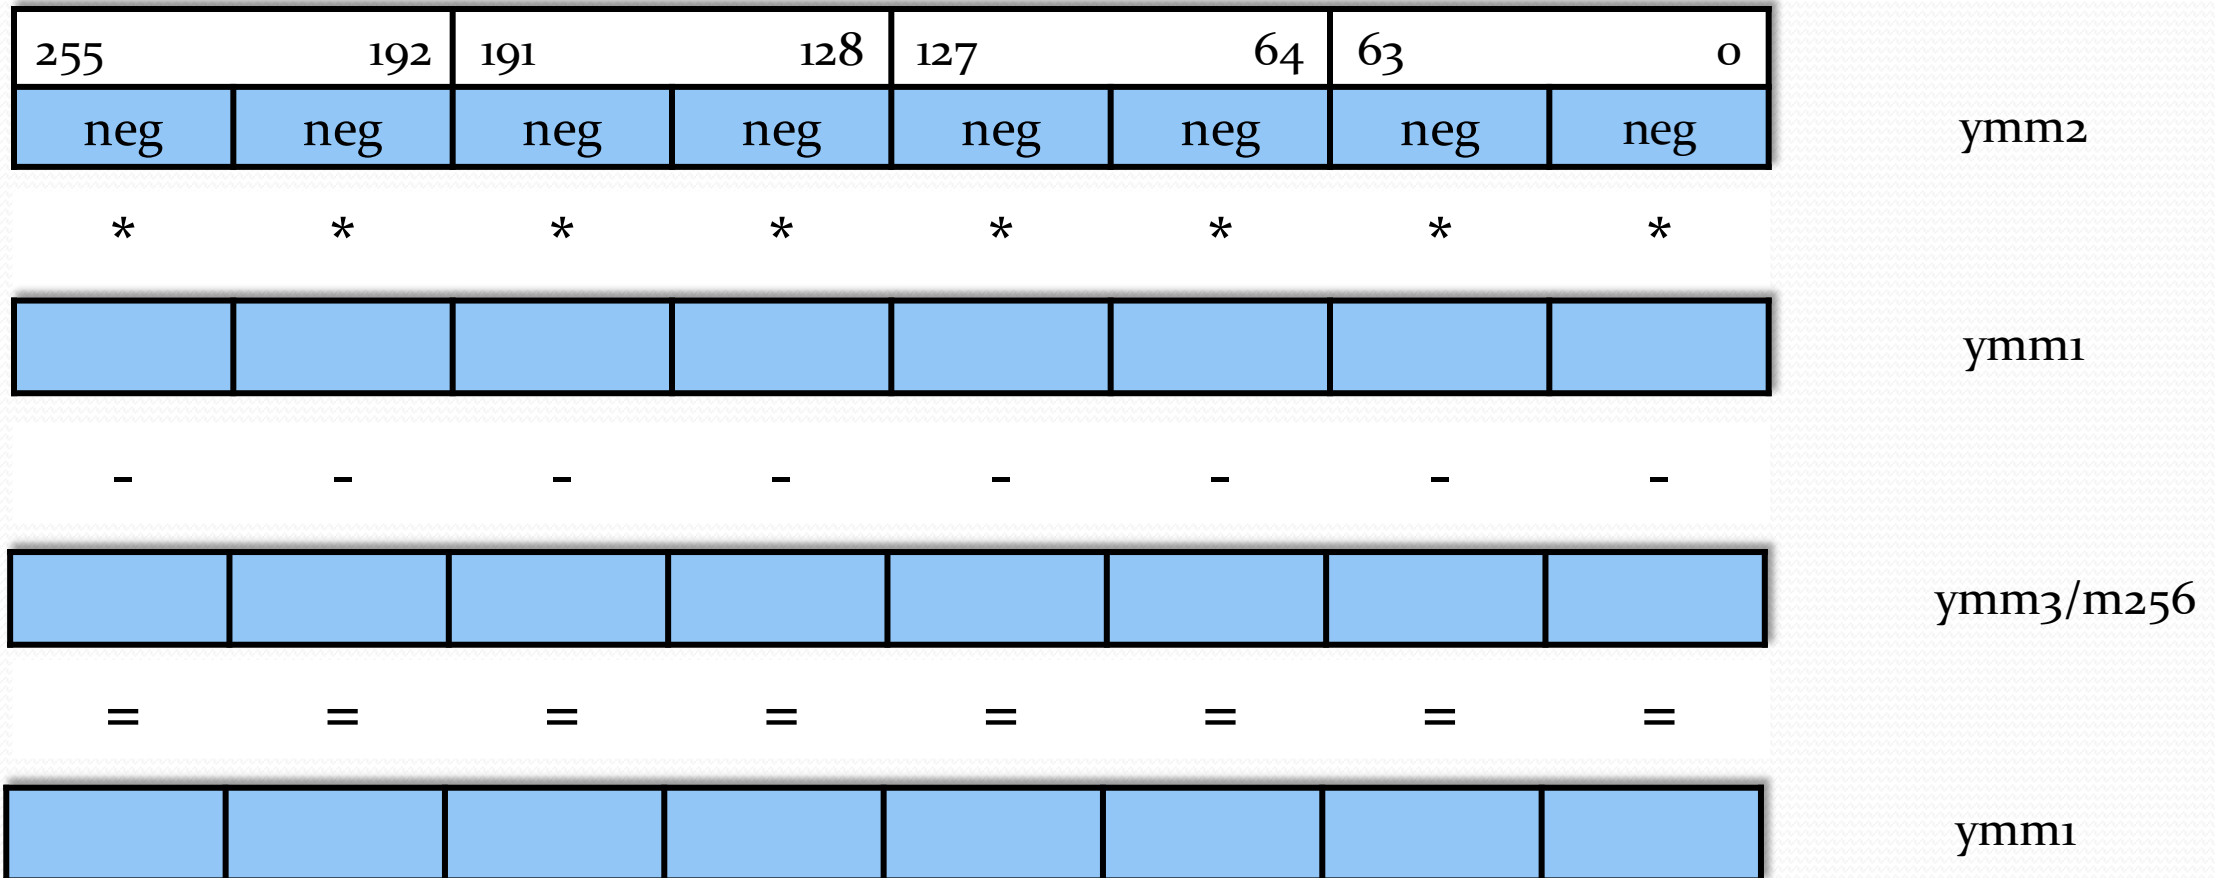 255 192 191 128 127 64 63 0
neg neg neg neg neg neg neg neg ymm2
* * * * * * * *
ymm1
- - - - - - - -
ymm3/m256
= = = = = = = =
ymm1